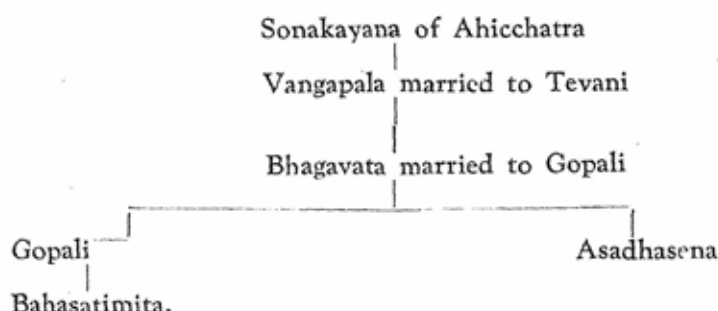 Sonakayana of Ahicchatra
Vangapala married to Tevani
Bhagavata married to Gopali
Gopali Asadhasena
Bahasatimita.